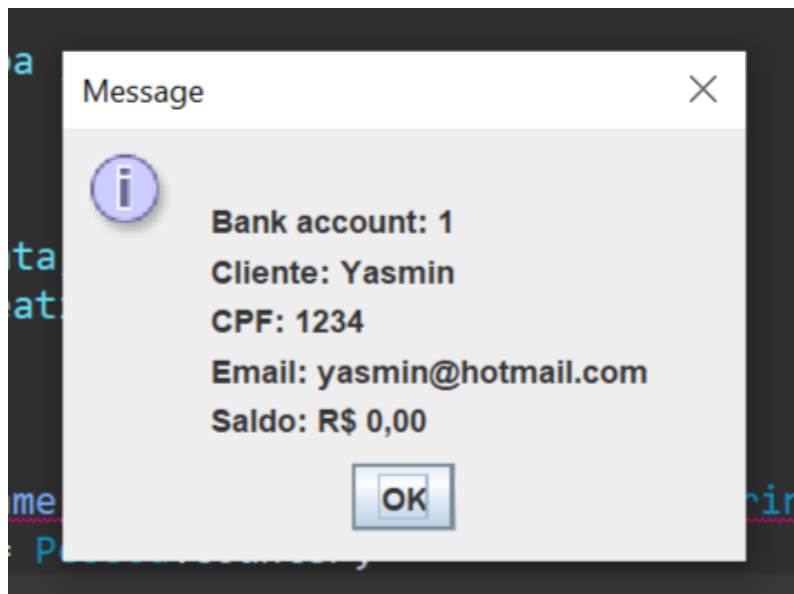 Message
Bank account: 1
Cliente: Yasmin
CPF: 1234
Email: yasmin@hotmail.com
Saldo: R$ 0,00
OK